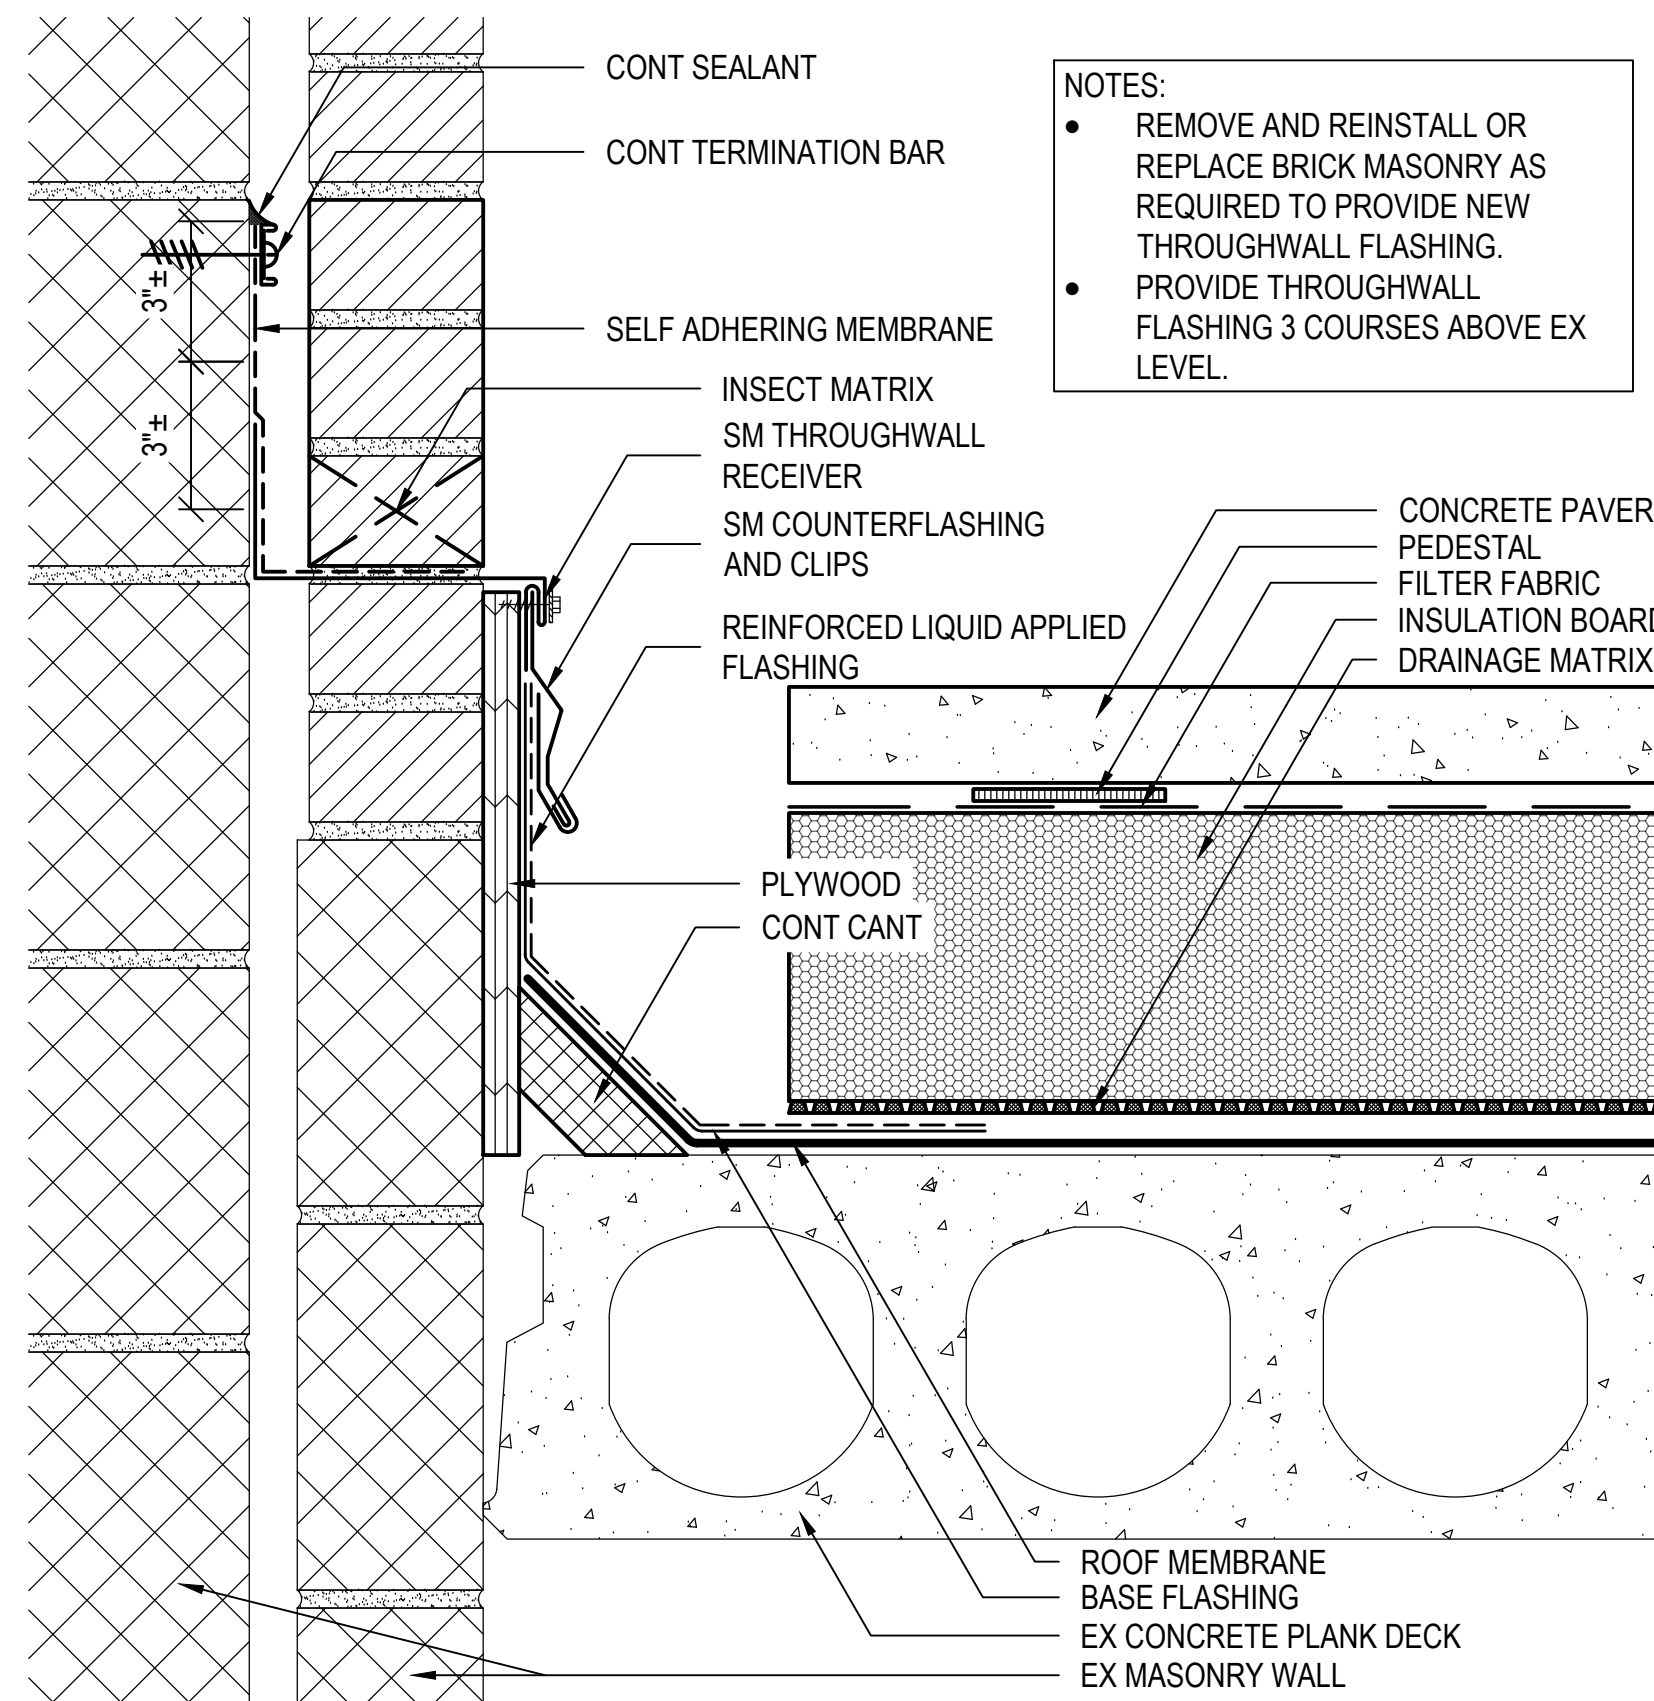 CONT SEALANT
CONT TERMINATION BAR
3"±
SELF ADHERING MEMBRANE
3"±
INSECT MATRIX
SM THROUGHWALL
RECEIVER
SM COUNTERFLASHING
AND CLIPS
REINFORCED LIQUID APPLIED
FLASHING
NOTES:
● REMOVE AND REINSTALL OR
REPLACE BRICK MASONRY AS
REQUIRED TO PROVIDE NEW
THROUGHWALL FLASHING.
● PROVIDE THROUGHWALL
FLASHING 3 COURSES ABOVE EX
LEVEL.
CONCRETE PAVER
PEDESTAL
FILTER FABRIC
INSULATION BOARD
DRAINAGE MATRIX
PLYWOOD
CONT CANT
ROOF MEMBRANE
BASE FLASHING
EX CONCRETE PLANK DECK
EX MASONRY WALL